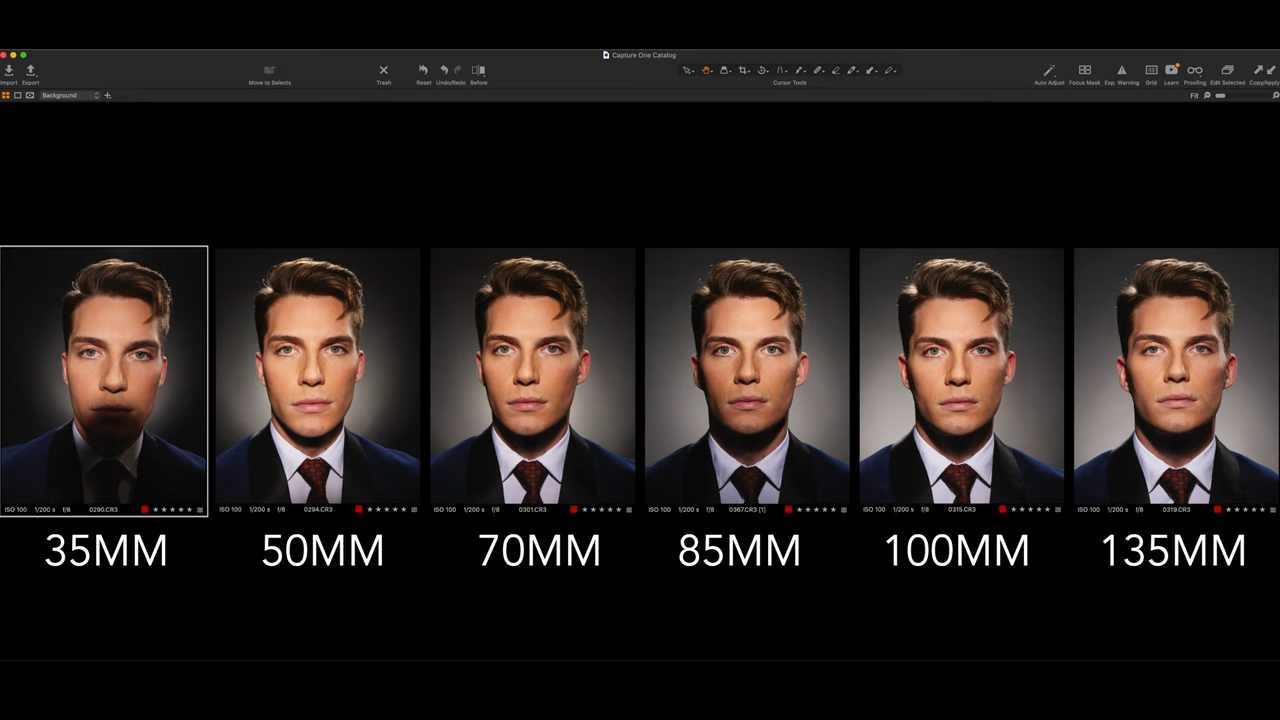 Capture One Catalog
Import Export Move to Selects Trash Reset Undo/Redo Before Cursor Tools Auto Adjust Focus Mask Exp. Warning Grid Learn Proofing Edit Selected Copy/Apply
Background Fit
ISO 100 1/200 s f/8 0290.CR3
ISO 100 1/200 s f/8 0294.CR3
ISO 100 1/200 s f/8 0301.CR3
ISO 100 1/200 s f/8 0367.CR3 [1]
ISO 100 1/200 s f/8 0315.CR3
ISO 100 1/200 s f/8 0319.CR3
35MM 50MM 70MM 85MM 100MM 135MM